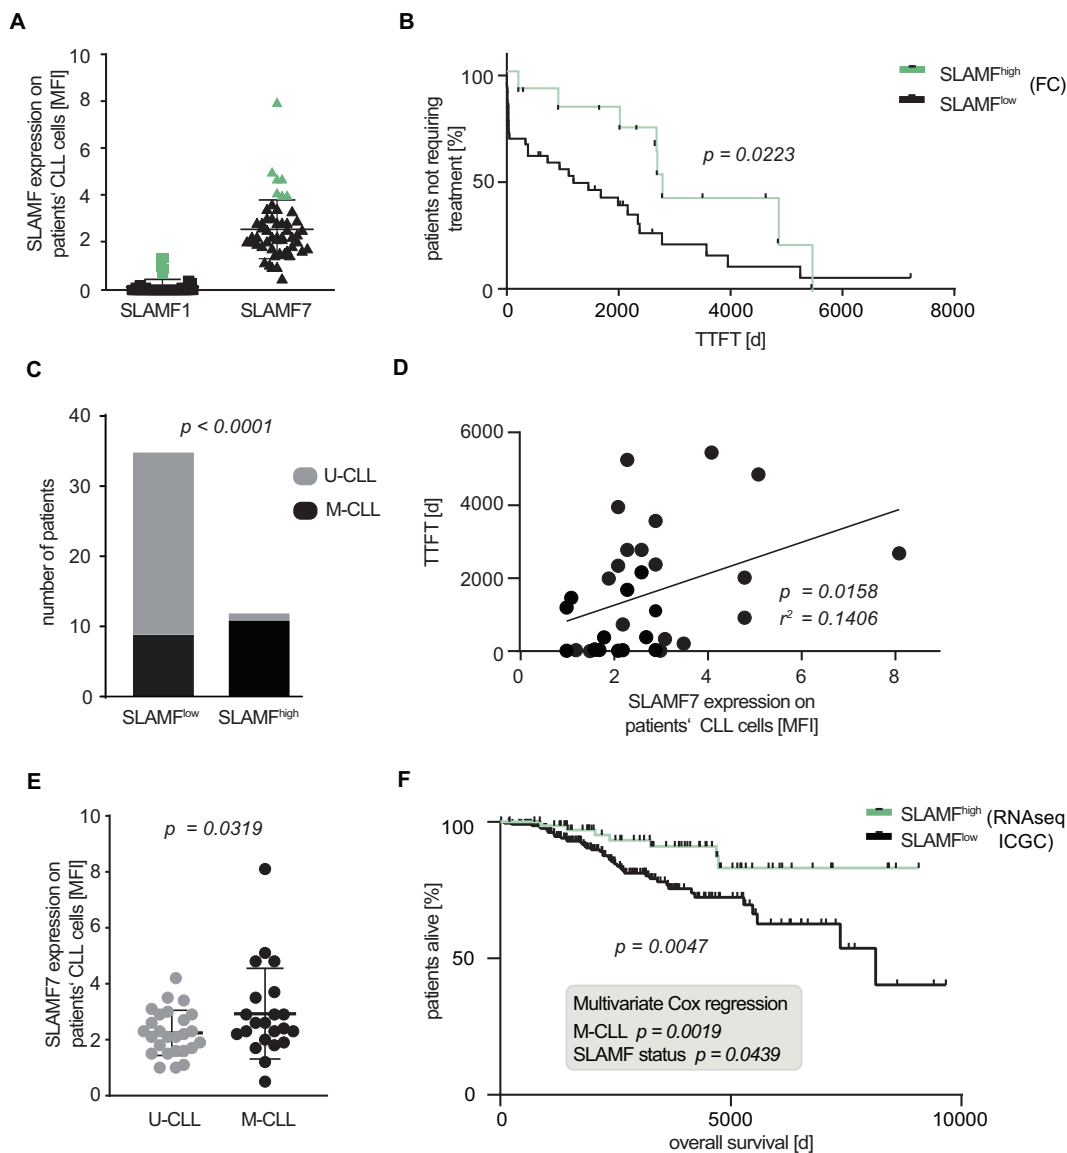 A
SLAMF expression on
patients‘ CLL cells [MFI]
10
8
6
4
2
0
SLAMF1
SLAMF7
B
patients not requiring
treatment [%]
100
50
0
0
2000
4000
6000
8000
TTFT [d]
p = 0.0223
SLAMFhigh
SLAMFlow
(FC)
C
number of patients
40
30
20
10
0
p < 0.0001
U-CLL
M-CLL
SLAMFlow
SLAMFhigh
D
TTFT [d]
6000
4000
2000
0
0
2
4
6
8
p = 0.0158
r2 = 0.1406
SLAMF7 expression on
patients‘ CLL cells [MFI]
E
SLAMF7 expression on
patients‘ CLL cells [MFI]
10
8
6
4
2
0
p = 0.0319
U-CLL
M-CLL
F
patients alive [%]
100
50
0
0
5000
10000
overall survival [d]
SLAMFhigh (RNAseq
SLAMFlow ICGC)
p = 0.0047
Multivariate Cox regression
M-CLL p = 0.0019
SLAMF status p = 0.0439